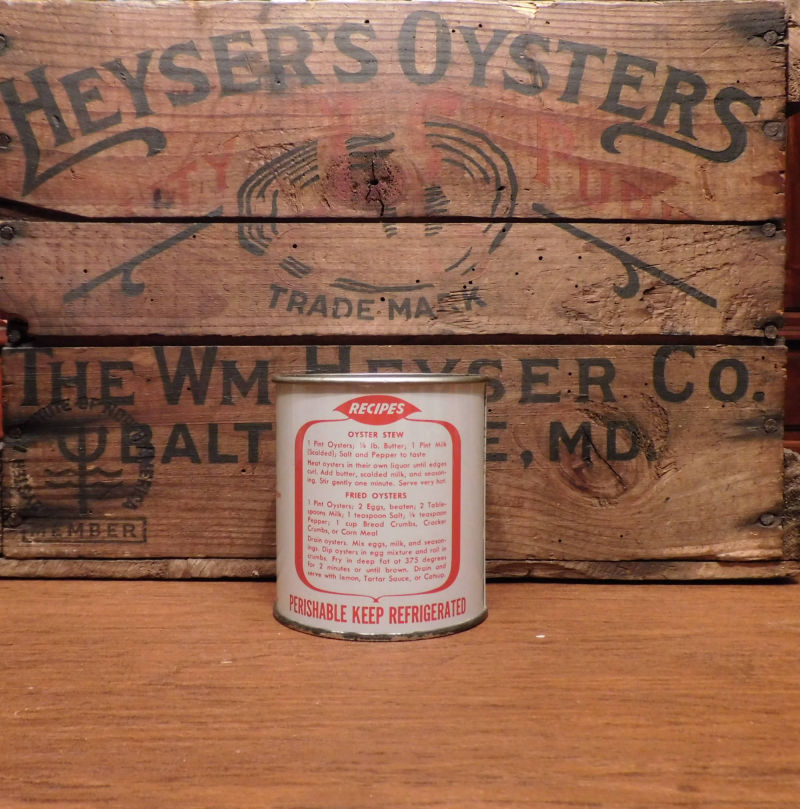 HEYSER'S OYSTERS
TRADE MARK
THE WM HEYSER CO.
BALT E, MD.
MEMBER
RECIPES
OYSTER STEW
1 Pint Oysters; ¼ lb. Butter; 1 Pint Milk
(Scalded); Salt and Pepper to taste
Heat oysters in their own liquor until edges
curl. Add butter, scalded milk, and season-
ing. Stir gently one minute. Serve very hot.
FRIED OYSTERS
1 Pint Oysters; 2 Eggs, beaten; 2 Table-
spoons Milk; 1 teaspoon Salt; ⅛ teaspoon
Pepper; 1 cup Bread Crumbs, Cracker
Crumbs, or Corn Meal
Drain oysters. Mix eggs, milk, and season-
ings. Dip oysters in egg mixture and roll in
crumbs. Fry in deep fat at 375 degrees
for 2 minutes or until brown. Drain and
serve with lemon, Tartar Sauce, or Catsup.
PERISHABLE KEEP REFRIGERATED